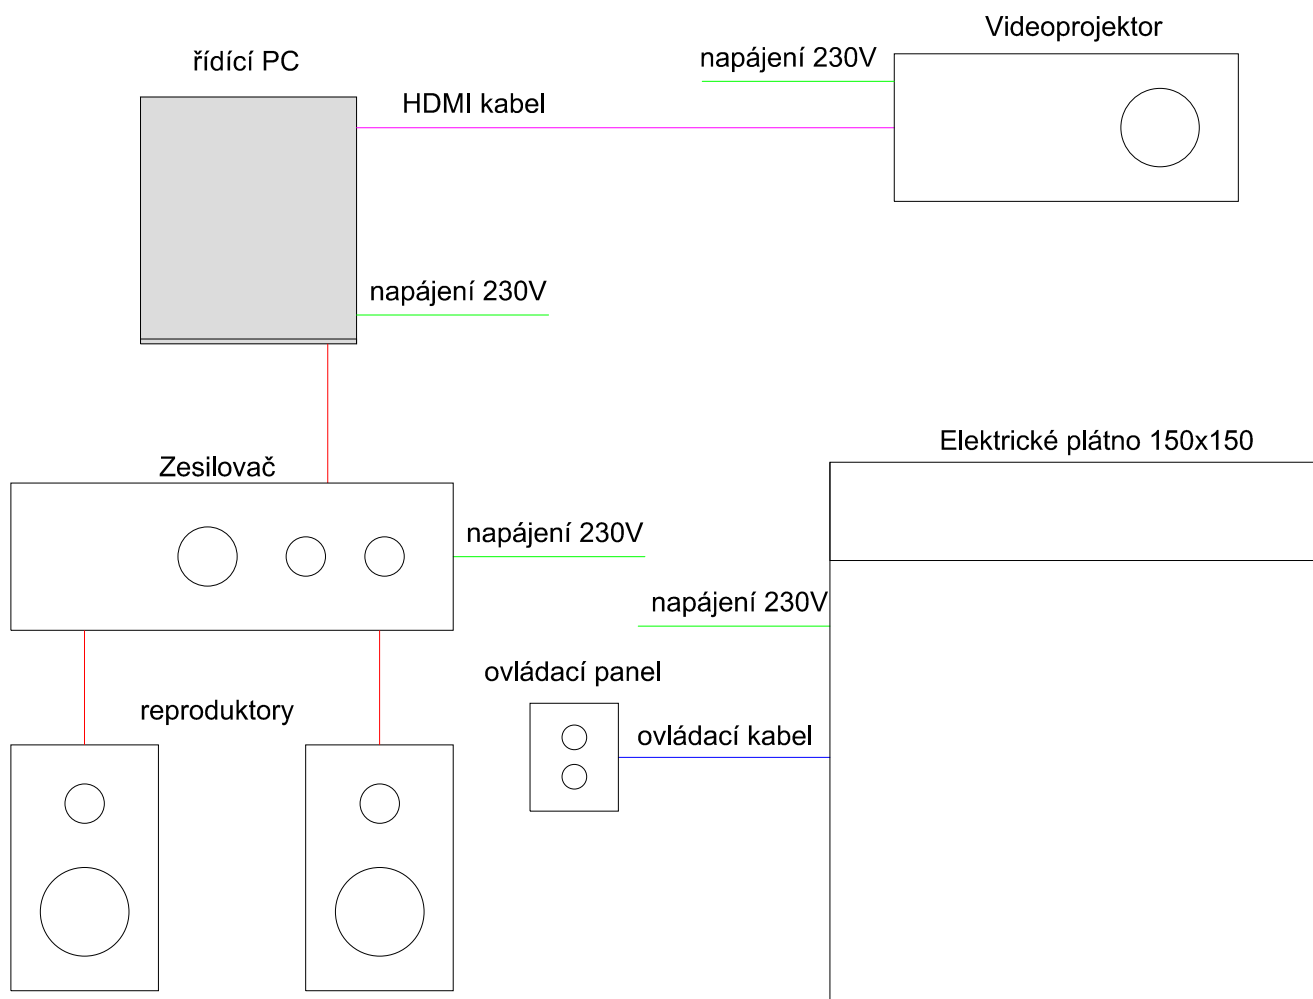 Videoprojektor
řídící PC
napájení 230V
HDMI kabel
napájení 230V
Elektrické plátno 150x150
Zesilovač
napájení 230V
napájení 230V
ovládací panel
reproduktory
ovládací kabel